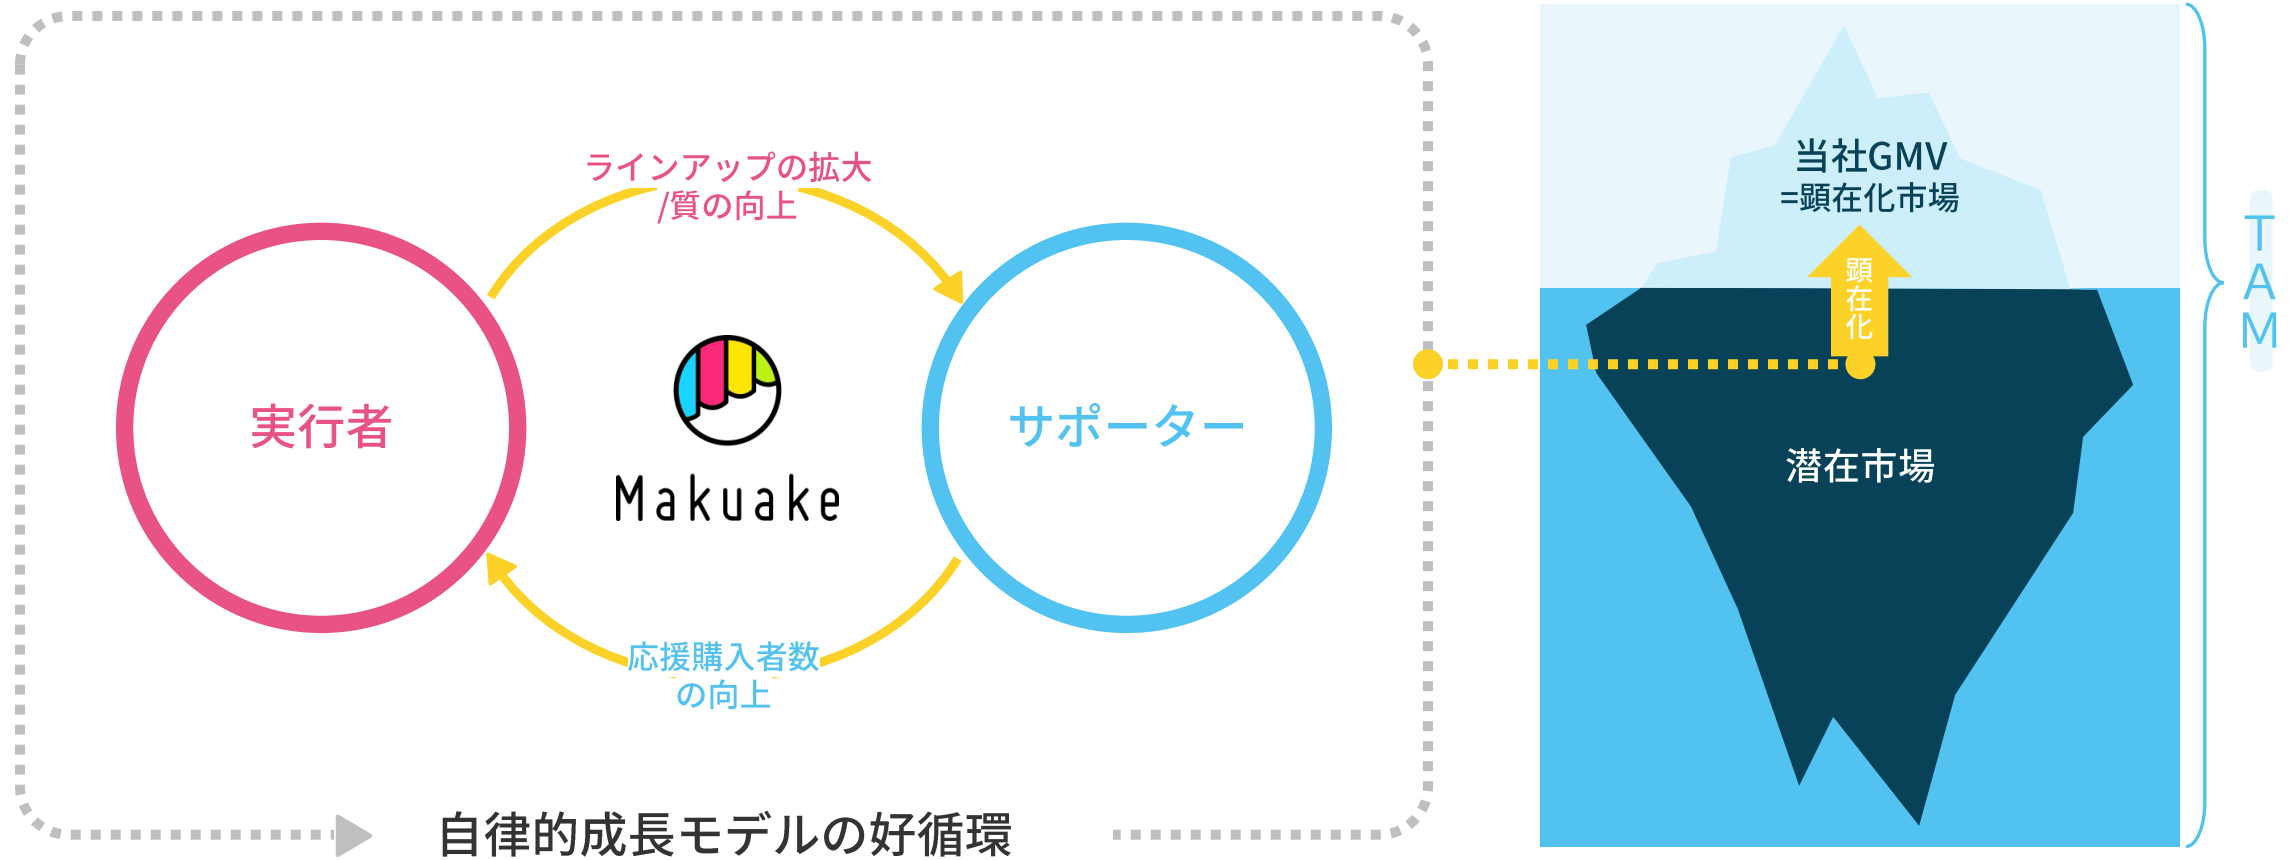 ラインアップの拡大
/質の向上
実行者
Makuake
サポーター
応援購入者数
の向上
自律的成長モデルの好循環
当社GMV
=顕在化市場
顕在化
潜在市場
TAM